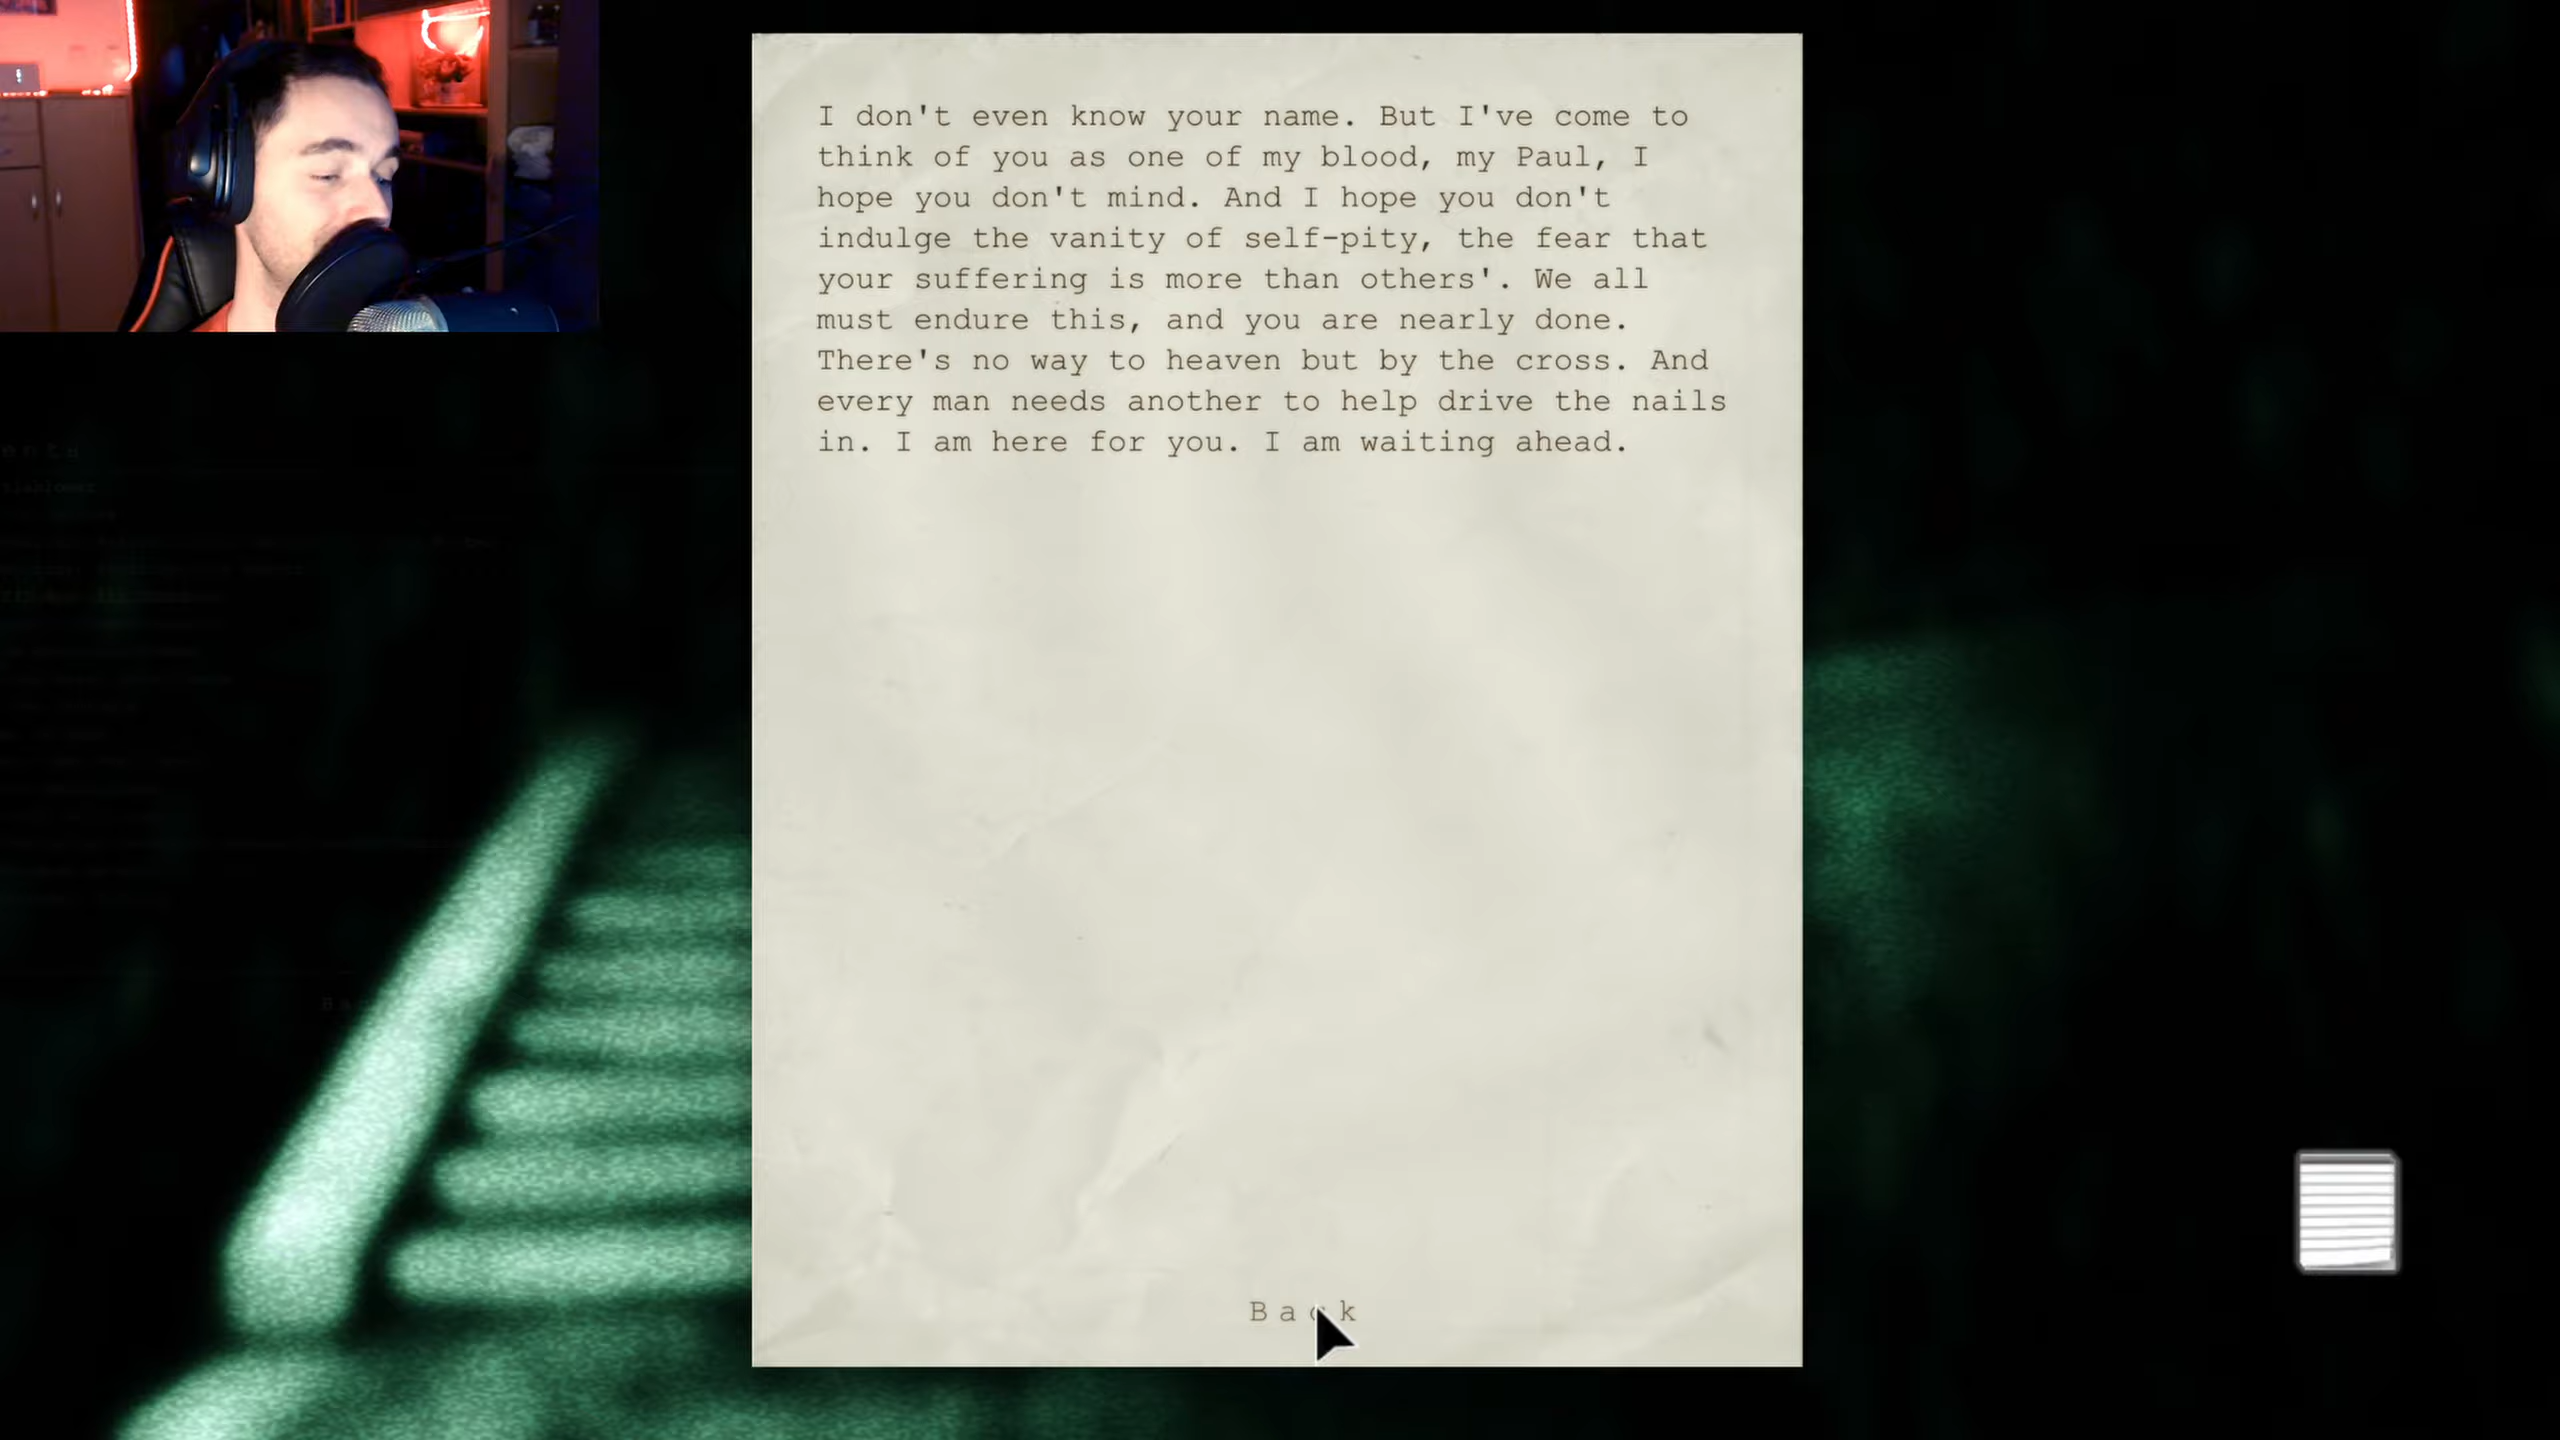 I don't even know your name. But I've come to
think of you as one of my blood, my Paul, I
hope you don't mind. And I hope you don't
indulge the vanity of self-pity, the fear that
your suffering is more than others'. We all
must endure this, and you are nearly done.
There's no way to heaven but by the cross. And
every man needs another to help drive the nails
in. I am here for you. I am waiting ahead.
Back